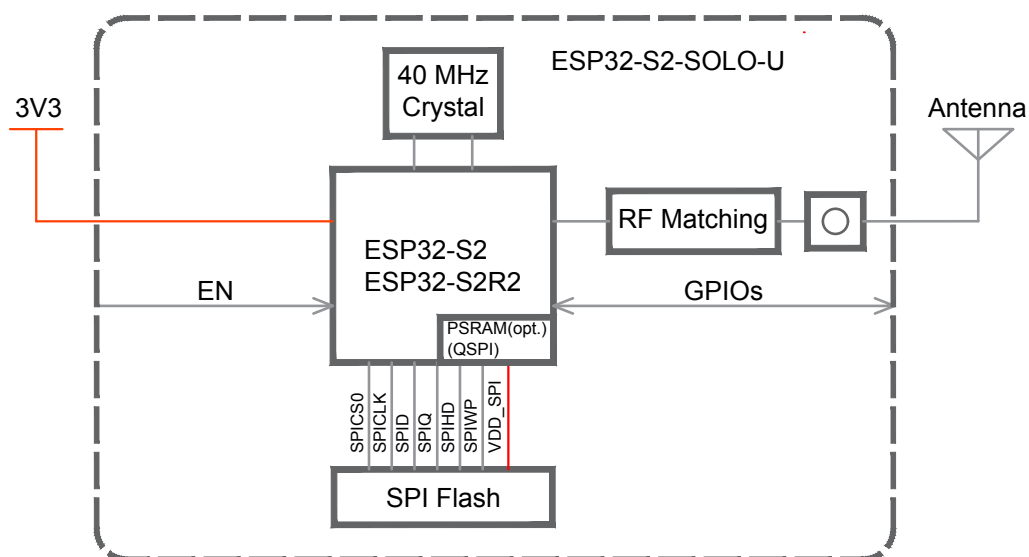 ESP32-S2-SOLO-U
40 MHz
Crystal
3V3
Antenna
RF Matching
ESP32-S2
ESP32-S2R2
EN
GPIOs
PSRAM(opt.)
(QSPI)
SPICS0
SPICLK
SPID
SPIQ
SPIHD
SPIWP
VDD_SPI
SPI Flash